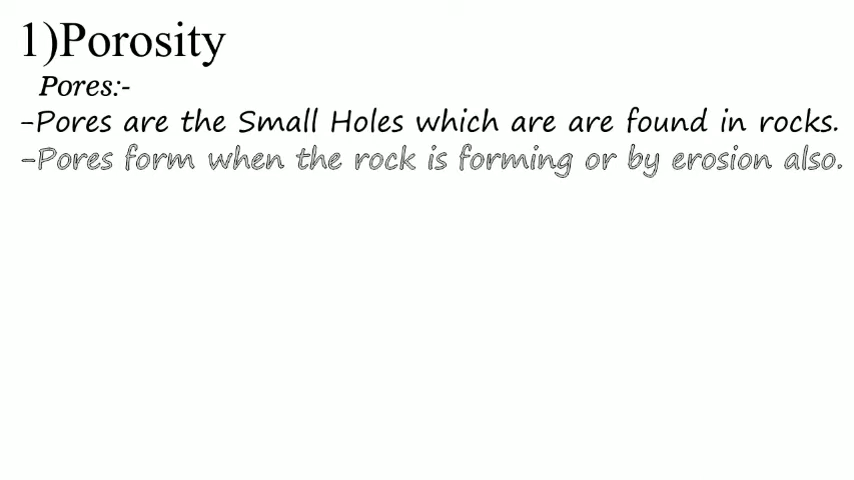 1)Porosity
Pores:-
-Pores are the Small Holes which are are found in rocks.
-Pores form when the rock is forming or by erosion also.